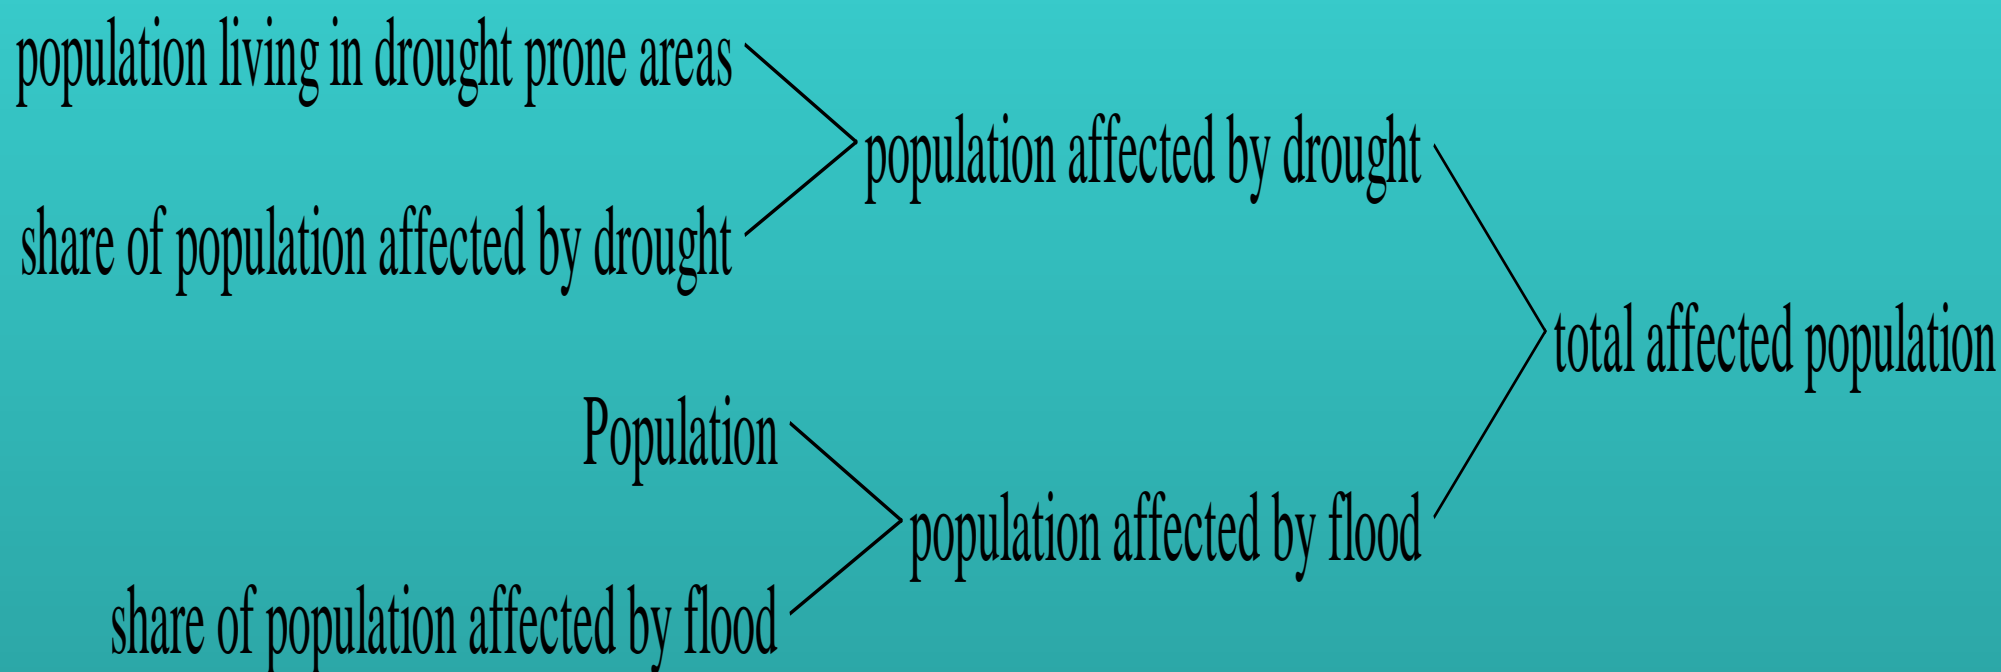 population living in drought prone areas
population affected by drought
share of population affected by drought
total affected population
Population
population affected by flood
share of population affected by flood